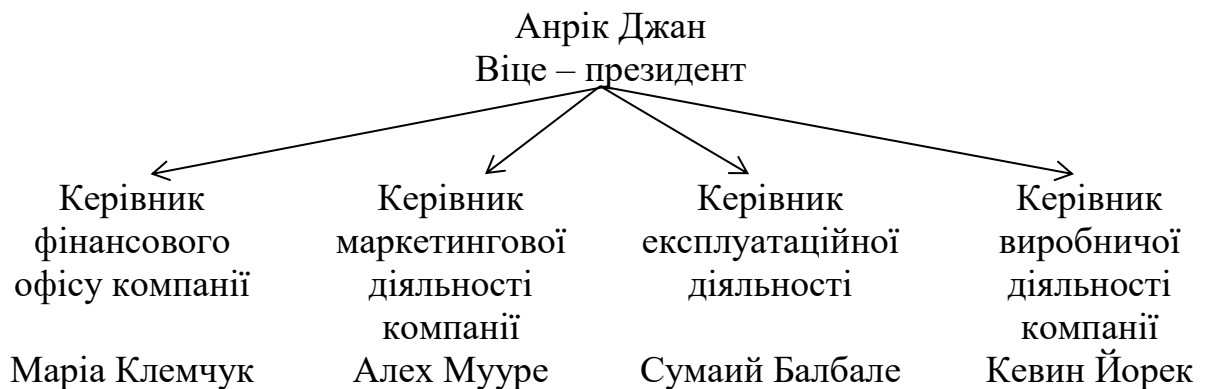 Анрік Джан
Віце – президент
Керівник
фінансового
офісу компанії
Маріа Клемчук
Керівник
маркетингової
діяльності
компанії
Алех Мууре
Керівник
експлуатаційної
діяльності
Сумаий Балбале
Керівник
виробничої
діяльності
компанії
Кевин Йорек